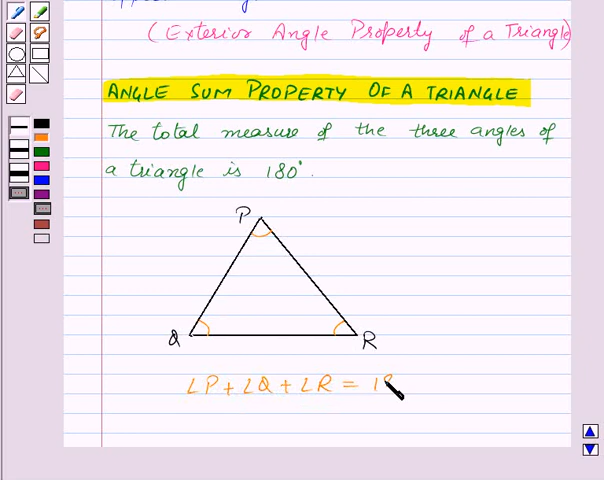 (Exterior Angle Property of a Triangle)
ANGLE SUM PROPERTY OF A TRIANGLE
The total measure of the three angles of
a triangle is 180°.
P
Q
R
∠P + ∠Q + ∠R = 18